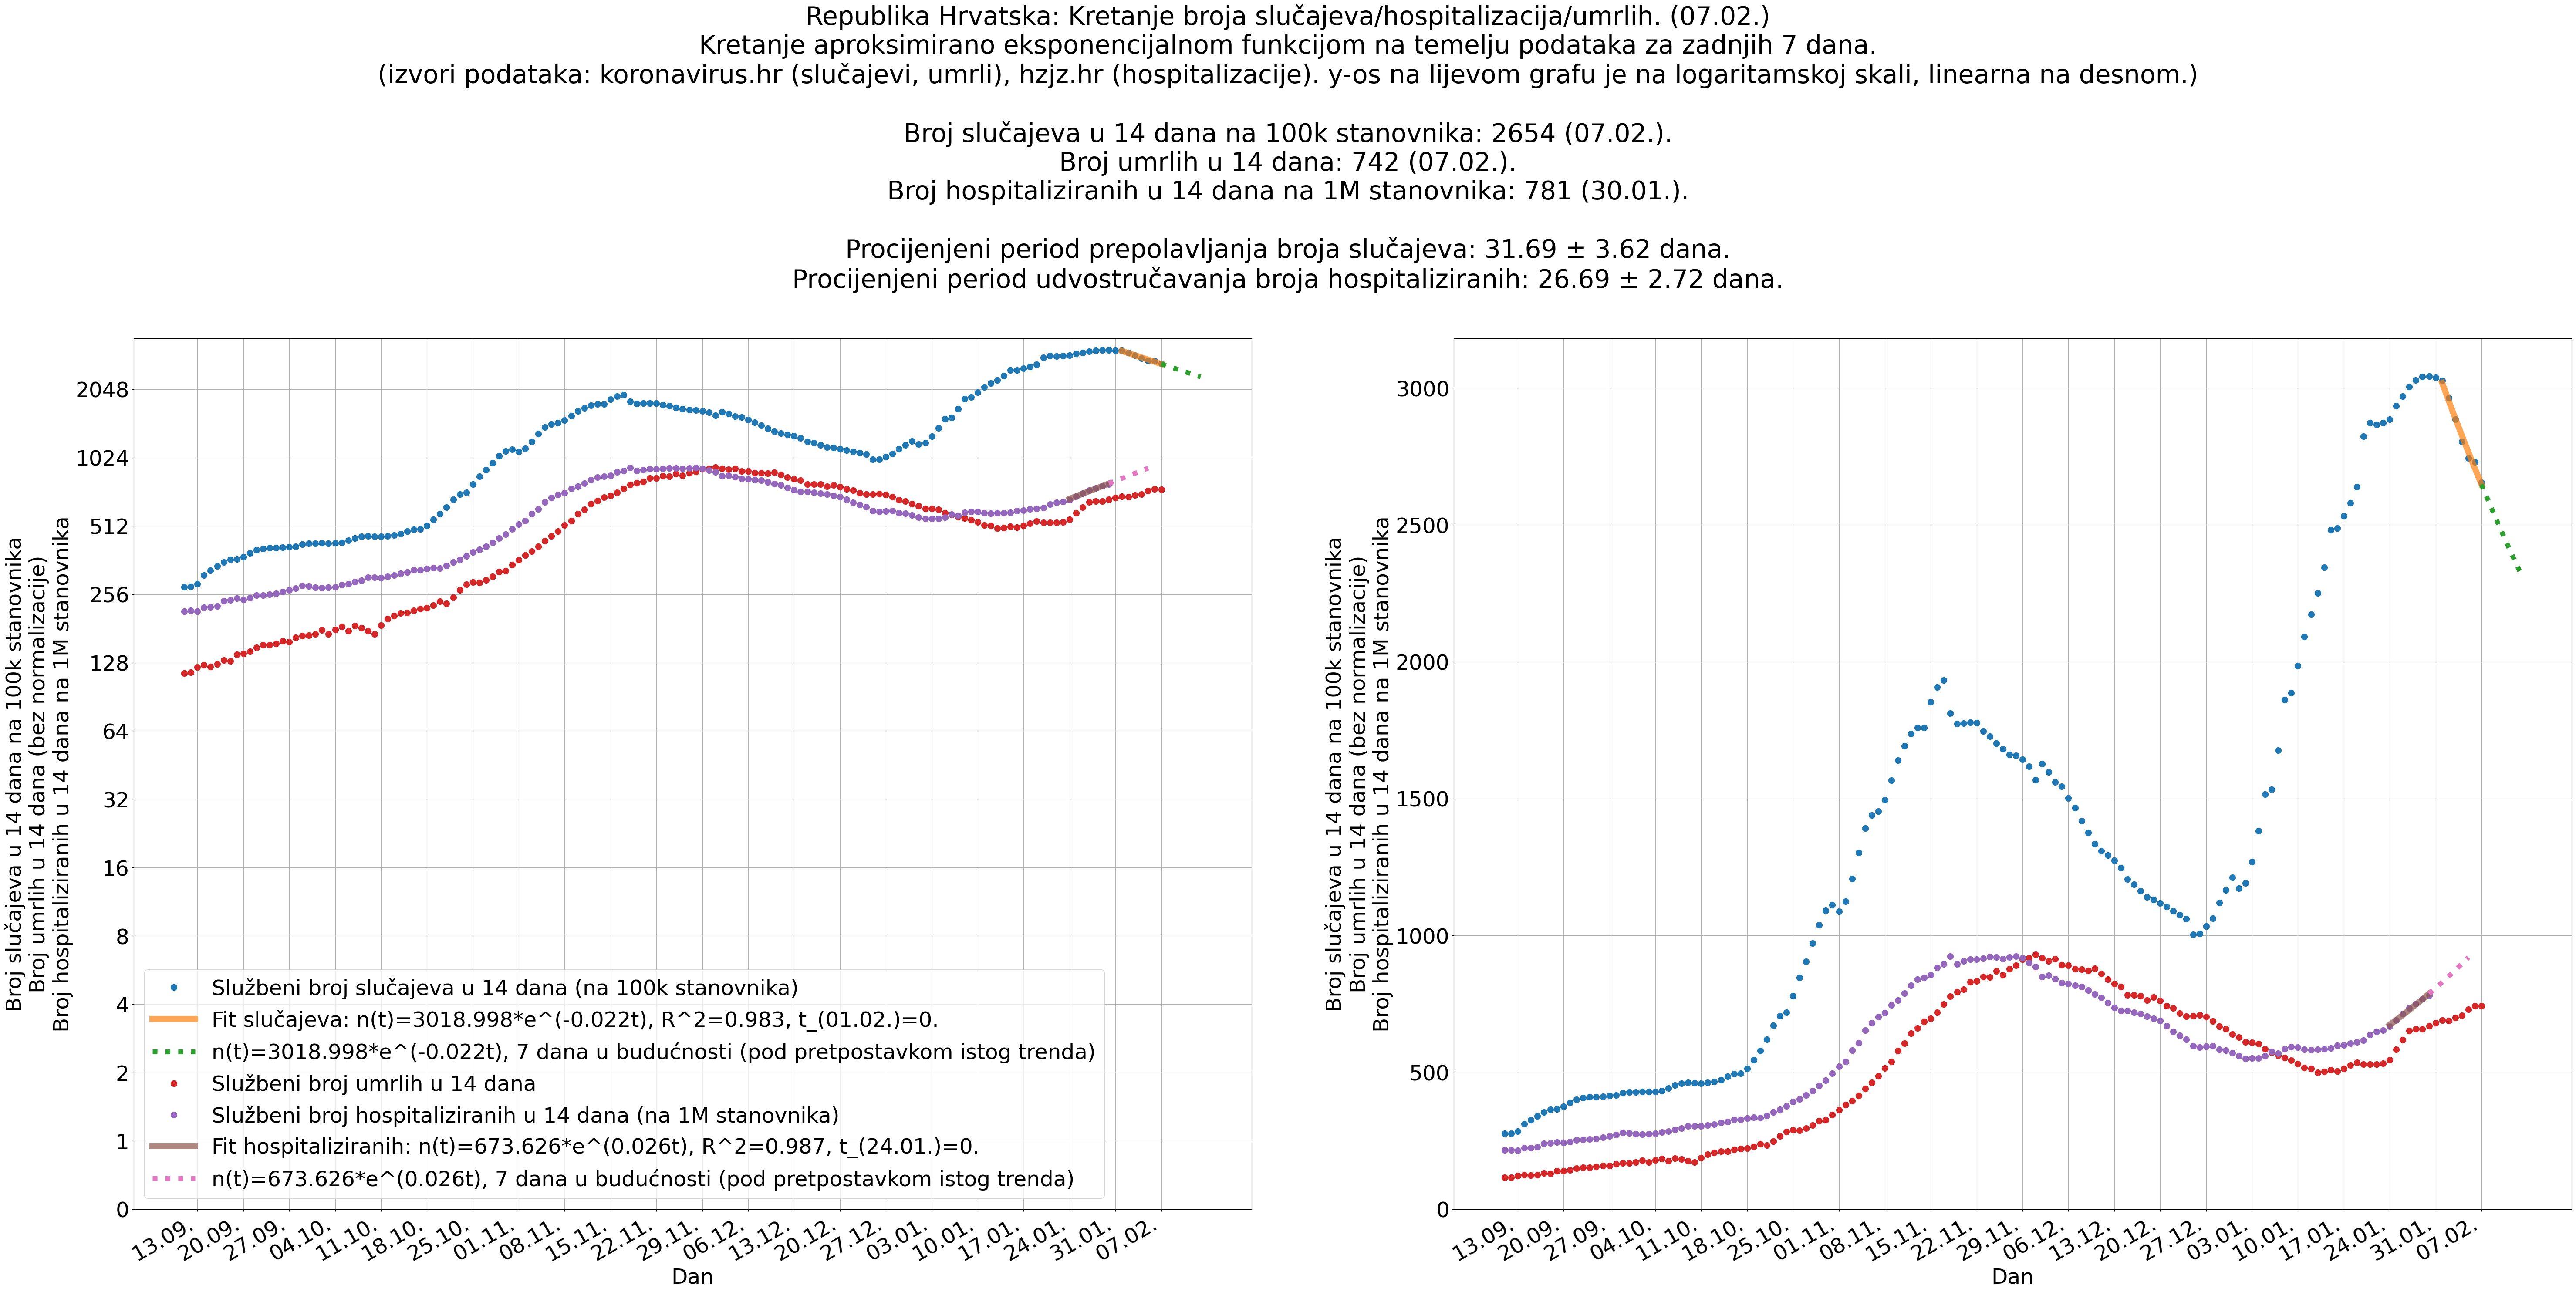 Republika Hrvatska: Kretanje broja slučajeva/hospitalizacija/umrlih. (07.02.)
Kretanje aproksimirano eksponencijalnom funkcijom na temelju podataka za zadnjih 7 dana.
(izvori podataka: koronavirus.hr (slučajevi, umrli), hzjz.hr (hospitalizacije). y-os na lijevom grafu je na logaritamskoj skali, linearna na desnom.)
Broj slučajeva u 14 dana na 100k stanovnika: 2654 (07.02.).
Broj umrlih u 14 dana: 742 (07.02.).
Broj hospitaliziranih u 14 dana na 1M stanovnika: 781 (30.01.).
Procijenjeni period prepolavljanja broja slučajeva: 31.69 ± 3.62 dana.
Procijenjeni period udvostručavanja broja hospitaliziranih: 26.69 ± 2.72 dana.
Broj slučajeva u 14 dana na 100k stanovnika
Broj umrlih u 14 dana (bez normalizacije)
Broj hospitaliziranih u 14 dana na 1M stanovnika
2048
1024
512
256
128
64
32
16
8
4
2
1
0
Službeni broj slučajeva u 14 dana (na 100k stanovnika)
Fit slučajeva: n(t)=3018.998*e^(-0.022t), R^2=0.983, t_(01.02.)=0.
n(t)=3018.998*e^(-0.022t), 7 dana u budućnosti (pod pretpostavkom istog trenda)
Službeni broj umrlih u 14 dana
Službeni broj hospitaliziranih u 14 dana (na 1M stanovnika)
Fit hospitaliziranih: n(t)=673.626*e^(0.026t), R^2=0.987, t_(24.01.)=0.
n(t)=673.626*e^(0.026t), 7 dana u budućnosti (pod pretpostavkom istog trenda)
13.09. 20.09. 27.09. 04.10. 11.10. 18.10. 25.10. 01.11. 08.11. 15.11. 22.11. 29.11. 06.12. 13.12. 20.12. 27.12. 03.01. 10.01. 17.01. 24.01. 31.01. 07.02.
Dan
Broj slučajeva u 14 dana na 100k stanovnika
Broj umrlih u 14 dana (bez normalizacije)
Broj hospitaliziranih u 14 dana na 1M stanovnika
3000
2500
2000
1500
1000
500
0
13.09. 20.09. 27.09. 04.10. 11.10. 18.10. 25.10. 01.11. 08.11. 15.11. 22.11. 29.11. 06.12. 13.12. 20.12. 27.12. 03.01. 10.01. 17.01. 24.01. 31.01. 07.02.
Dan